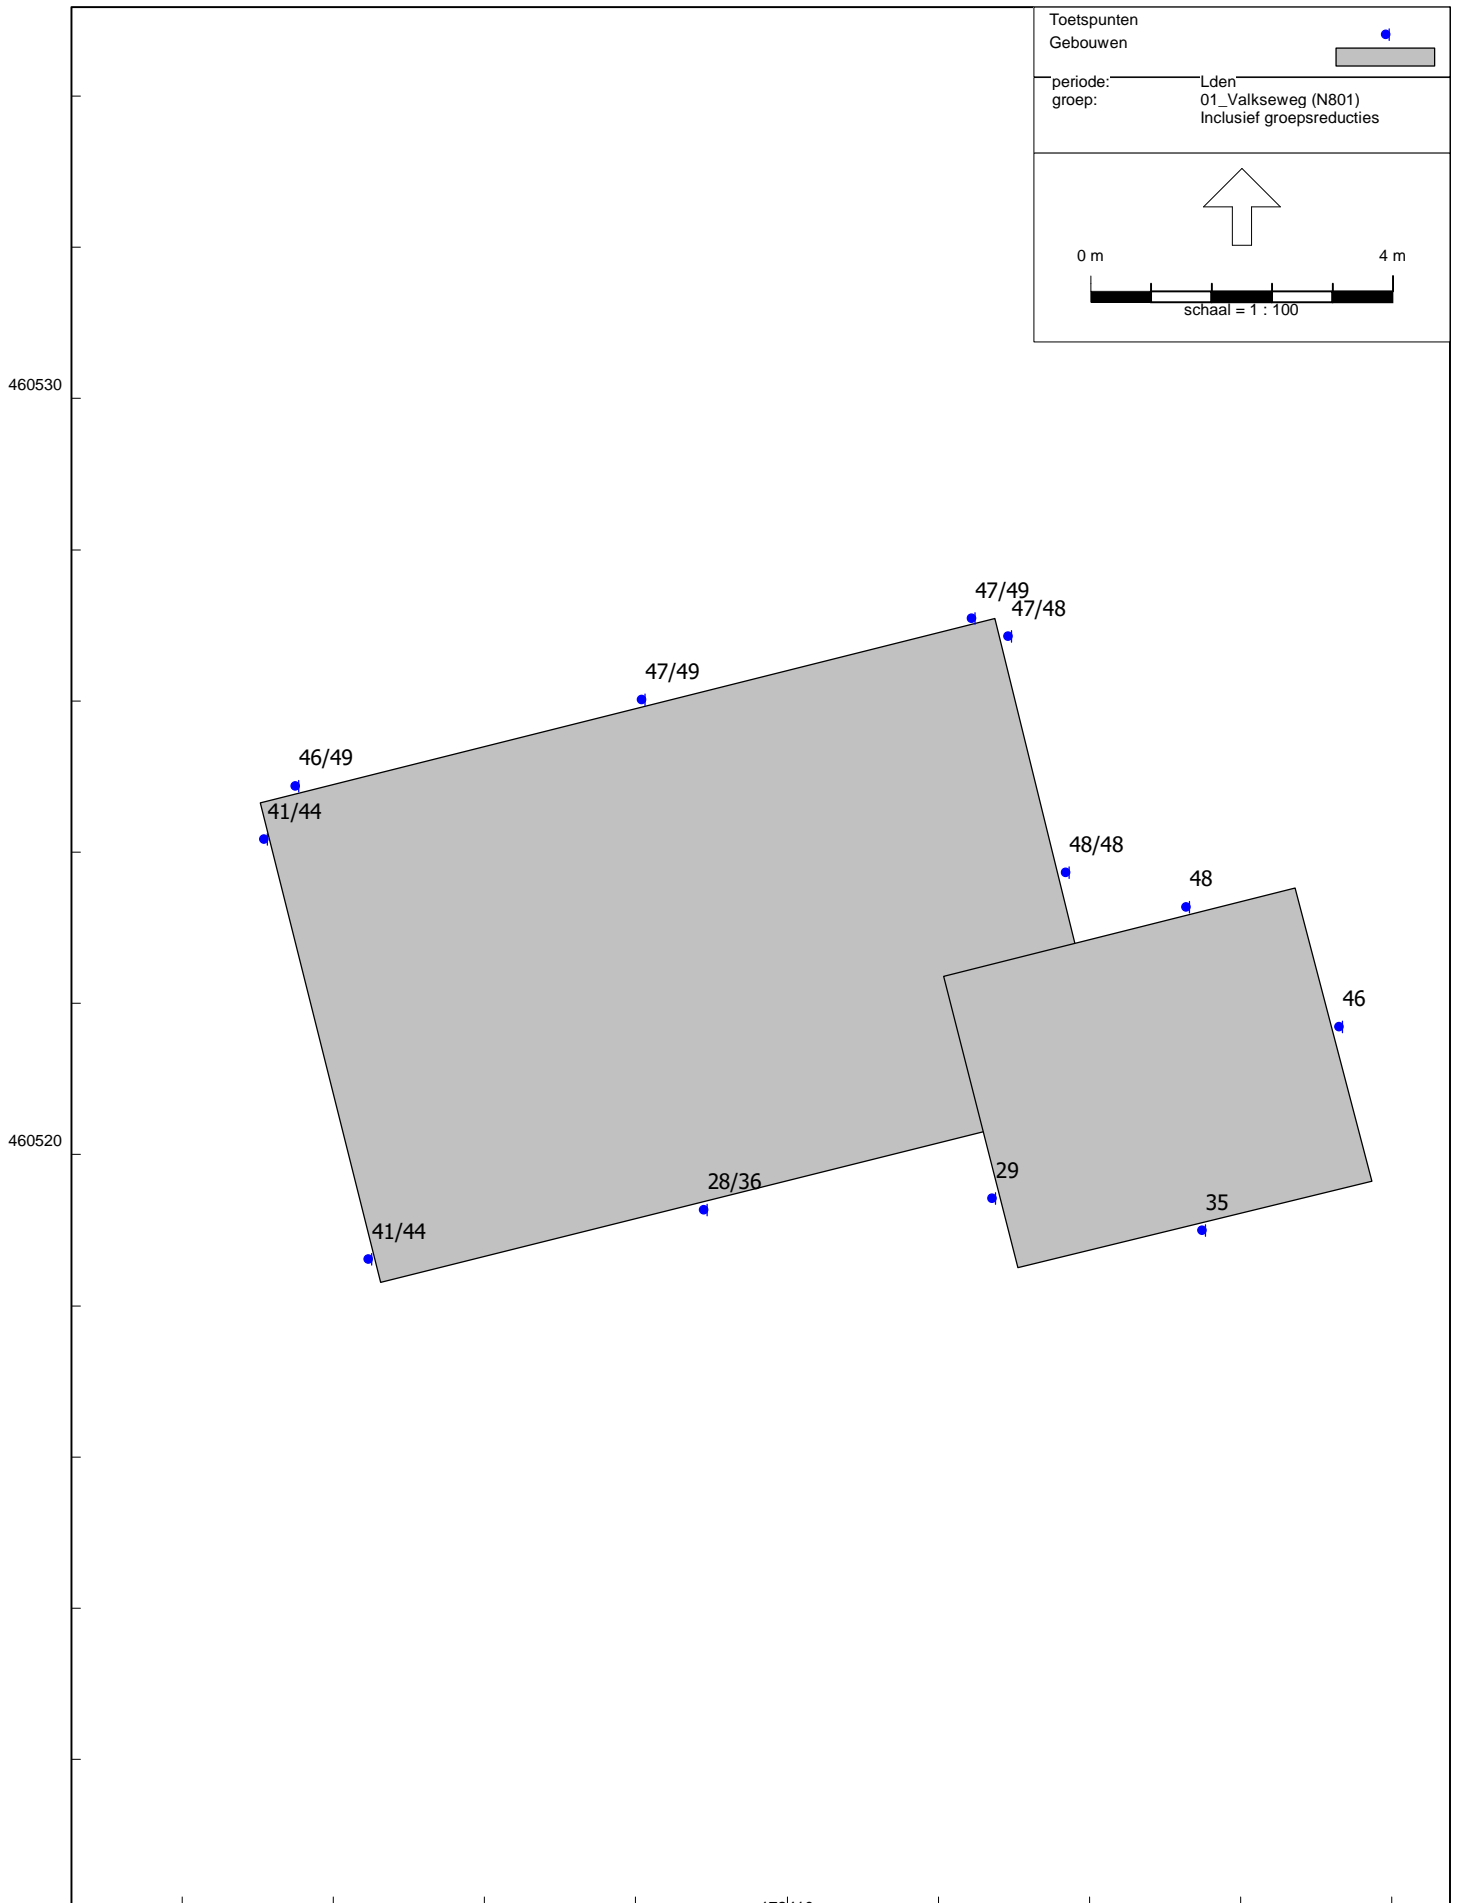 Toetspunten
Gebouwen
periode: Lden
groep: 01_Valkseweg (N801)
Inclusief groepsreducties
0 m 4 m
schaal = 1 : 100
460530
47/49
47/48
47/49
46/49
41/44
48/48
48
46
460520
29
28/36
35
41/44